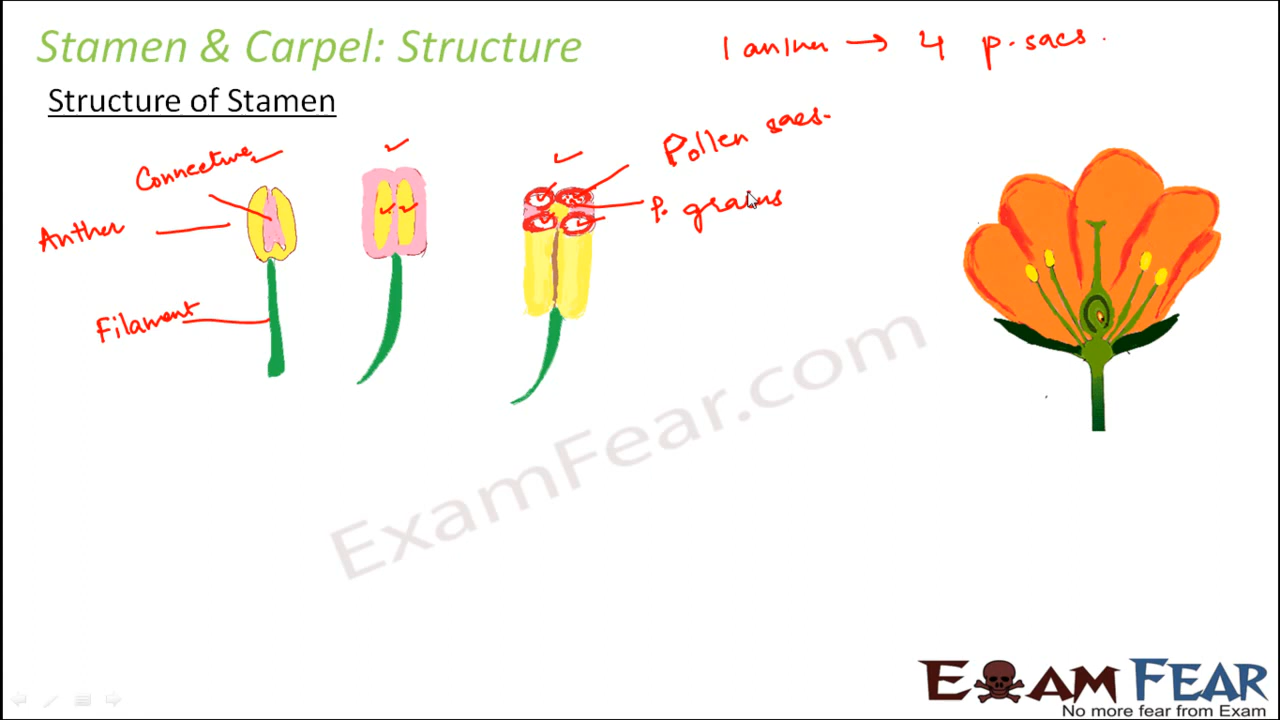 Stamen & Carpel: Structure
1 anther → 4 p. sacs.
Structure of Stamen
Connective
Pollen sacs.
Anther
P. grains
Filament
ExamFear.com
EXAM FEAR
No more fear from Exam